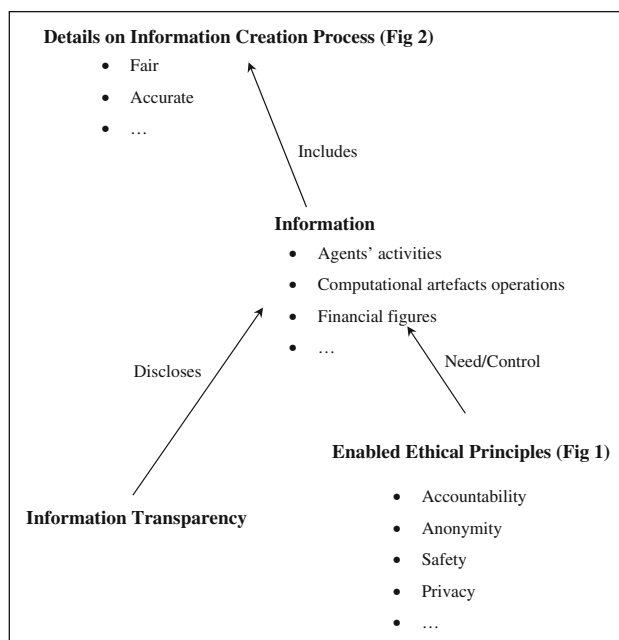 Details on Information Creation Process (Fig 2)
• Fair
• Accurate
• …
Includes
Information
• Agents’ activities
• Computational artefacts operations
• Financial figures
• …
Discloses
Need/Control
Enabled Ethical Principles (Fig 1)
Information Transparency
• Accountability
• Anonymity
• Safety
• Privacy
• …